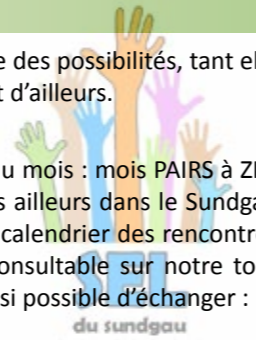 e des possibilités, tant el
t d’ailleurs.
u mois : mois PAIRS à ZI
s ailleurs dans le Sundga
calendrier des rencontr
onsultable sur notre to
si possible d’échanger :
SEL
du sundgau